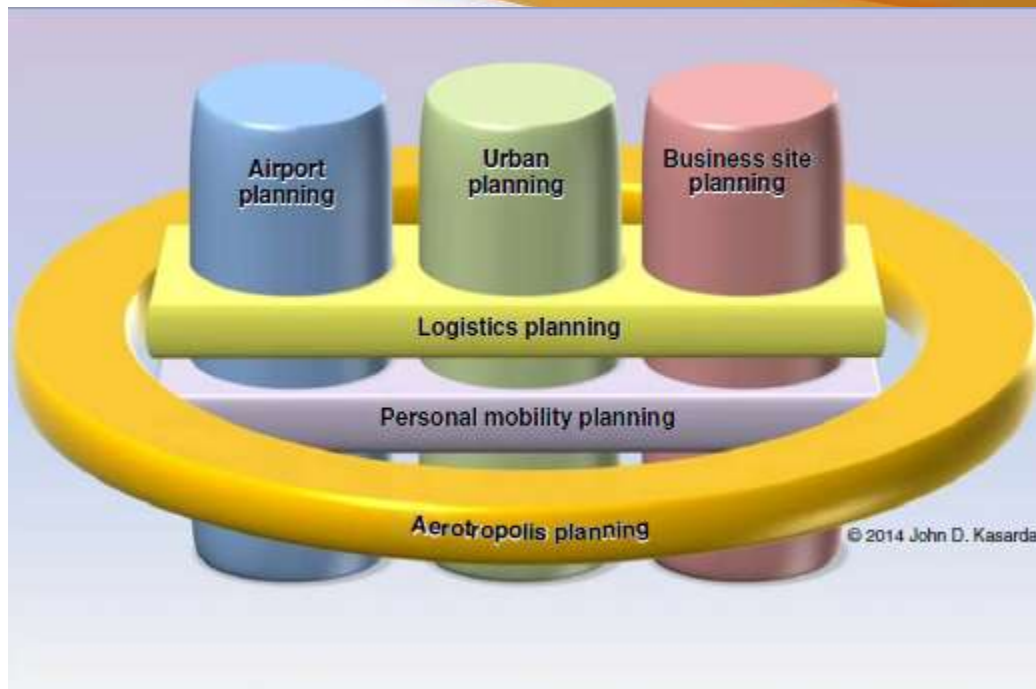 Airport
planning
Urban
planning
Business site
planning
Logistics planning
Personal mobility planning
Aerotropolis planning
© 2014 John D. Kasarda